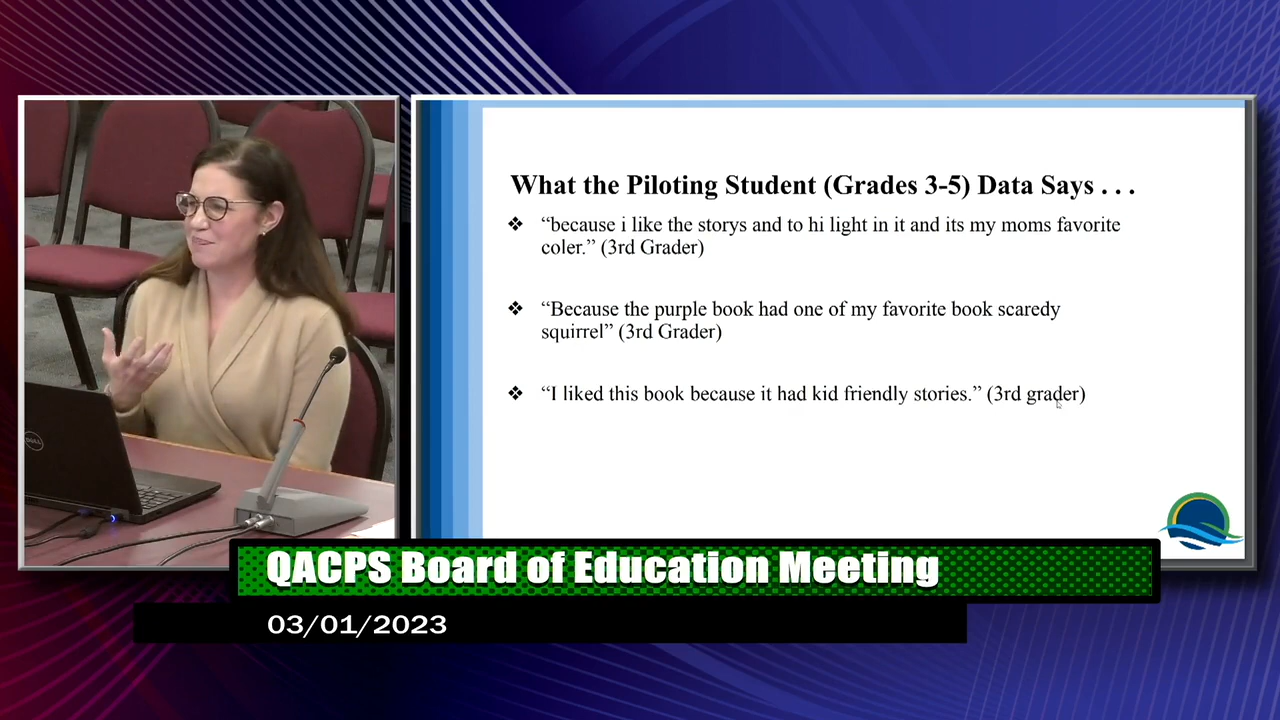 What the Piloting Student (Grades 3-5) Data Says . . .
❖ “because i like the storys and to hi light in it and its my moms favorite
coler.” (3rd Grader)
❖ “Because the purple book had one of my favorite book scaredy
squirrel” (3rd Grader)
❖ “I liked this book because it had kid friendly stories.” (3rd grader)
DELL
QACPS Board of Education Meeting
03/01/2023